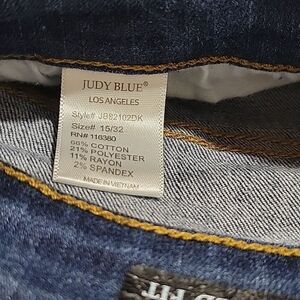 JUDY BLUE®
LOS ANGELES
Style# JB82102DK
Size# 15/32
RN# 116380
66% COTTON
21% POLYESTER
11% RAYON
2% SPANDEX
MADE IN VIETNAM
FIT